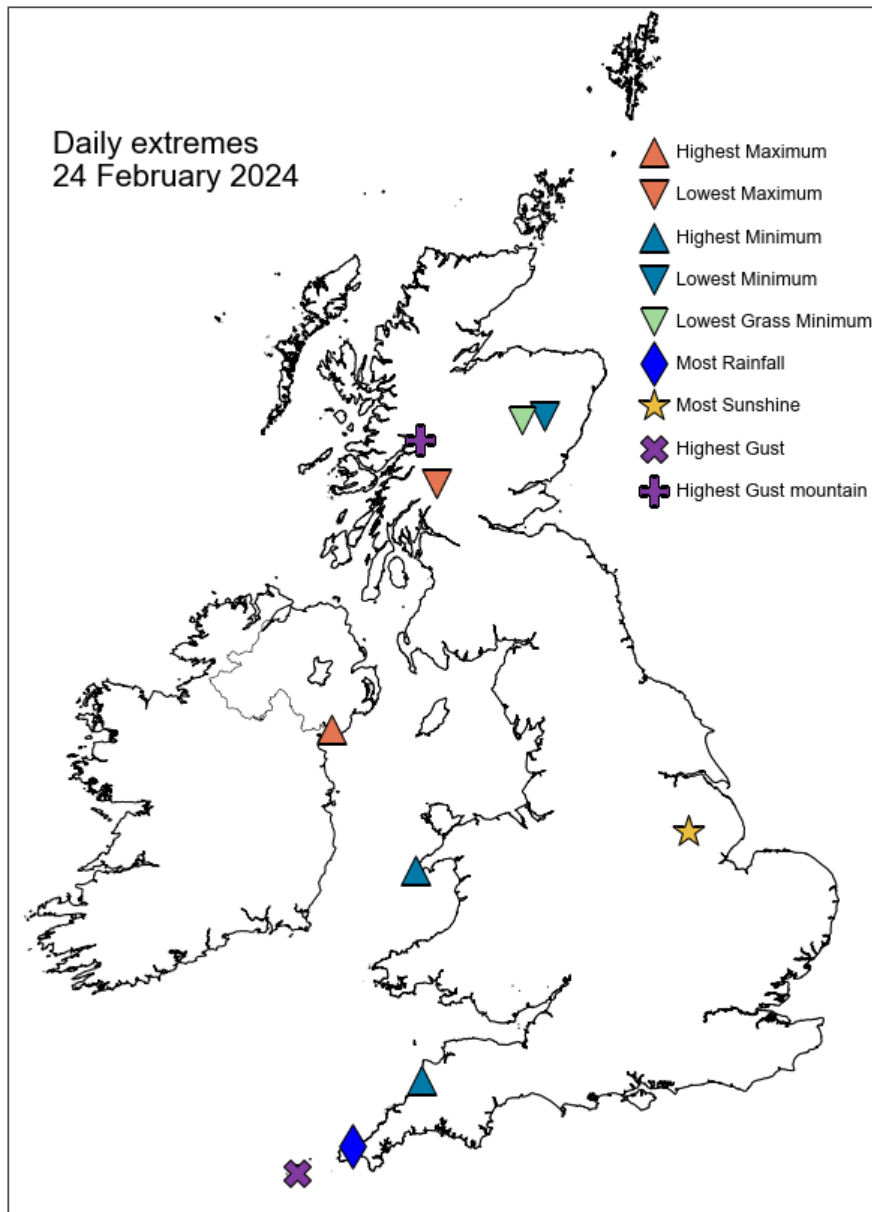 Daily extremes
24 February 2024
Highest Maximum
Lowest Maximum
Highest Minimum
Lowest Minimum
Lowest Grass Minimum
Most Rainfall
Most Sunshine
Highest Gust
Highest Gust mountain